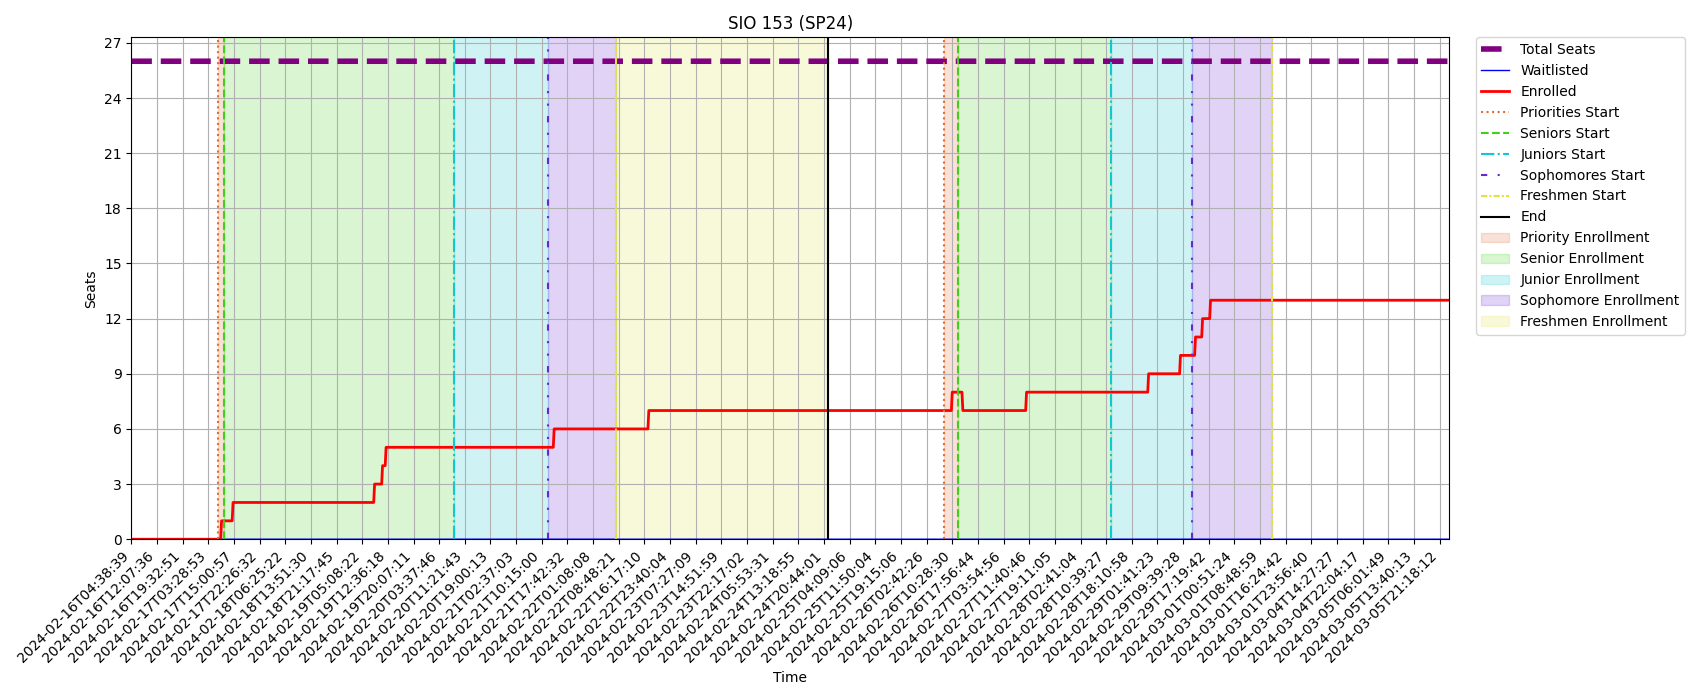 SIO 153 (SP24)
27
24
21
18
15
12
9
6
3
0
Seats
2024-02-16T04:38:39
2024-02-16T12:07:36
2024-02-16T19:32:51
2024-02-17T03:28:53
2024-02-17T15:00:57
2024-02-17T22:26:32
2024-02-18T06:25:22
2024-02-18T13:51:30
2024-02-18T21:17:45
2024-02-19T05:08:22
2024-02-19T12:36:18
2024-02-19T20:07:11
2024-02-20T03:37:46
2024-02-20T11:21:43
2024-02-20T19:00:13
2024-02-21T02:37:03
2024-02-21T10:15:00
2024-02-21T17:42:32
2024-02-22T01:08:08
2024-02-22T08:48:21
2024-02-22T16:17:10
2024-02-22T23:40:04
2024-02-23T07:27:09
2024-02-23T14:51:59
2024-02-23T22:17:02
2024-02-24T05:53:31
2024-02-24T13:18:55
2024-02-24T20:44:01
2024-02-25T04:09:06
2024-02-25T11:50:04
2024-02-25T19:15:06
2024-02-26T02:42:26
2024-02-26T10:28:30
2024-02-26T17:56:44
2024-02-27T03:54:56
2024-02-27T11:40:46
2024-02-27T19:11:05
2024-02-28T02:41:04
2024-02-28T10:39:27
2024-02-28T18:10:58
2024-02-29T01:41:23
2024-02-29T09:39:28
2024-02-29T17:19:42
2024-03-01T00:51:24
2024-03-01T08:48:59
2024-03-01T16:24:42
2024-03-01T23:56:40
2024-03-04T14:27:27
2024-03-04T22:04:17
2024-03-05T06:01:49
2024-03-05T13:40:13
2024-03-05T21:18:12
Time
Total Seats
Waitlisted
Enrolled
Priorities Start
Seniors Start
Juniors Start
Sophomores Start
Freshmen Start
End
Priority Enrollment
Senior Enrollment
Junior Enrollment
Sophomore Enrollment
Freshmen Enrollment